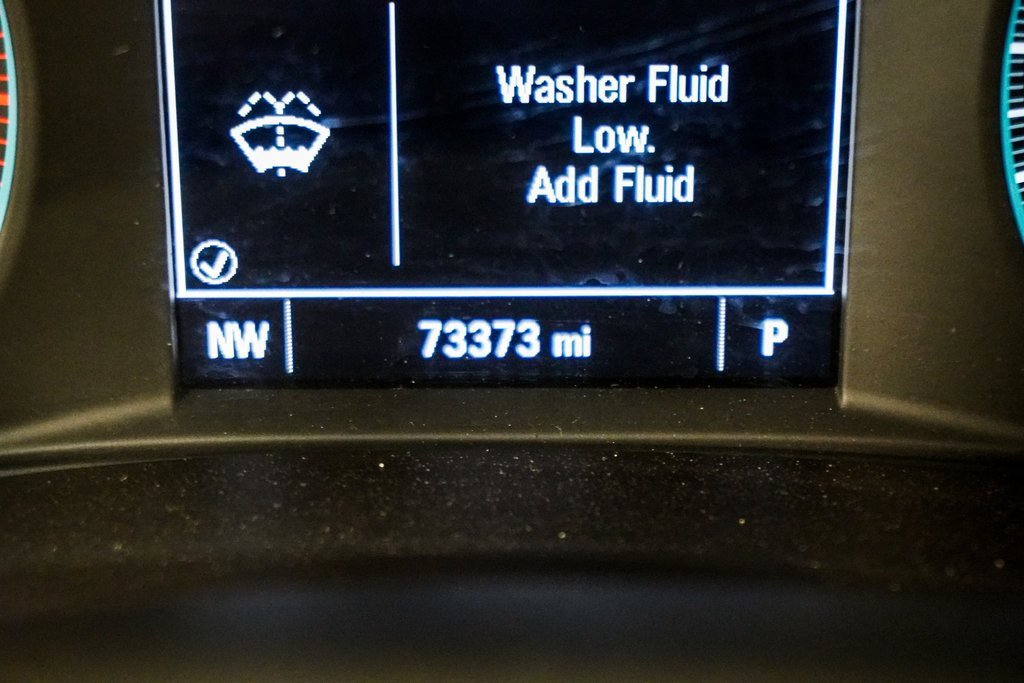 Washer Fluid
Low.
Add Fluid
NW 73373 mi P